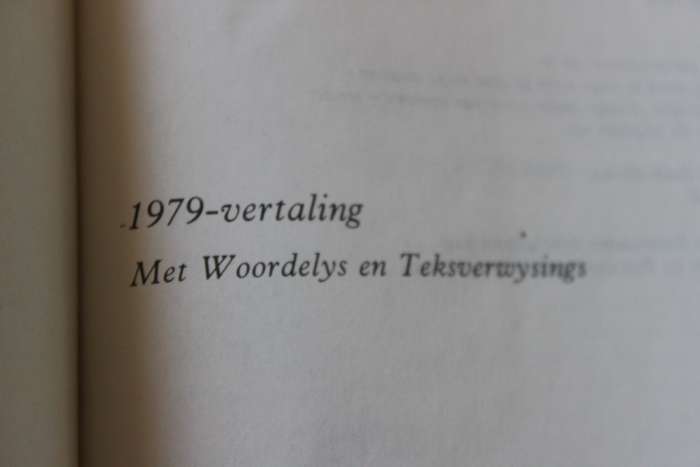 1979-vertaling
Met Woordelys en Teksverwysings